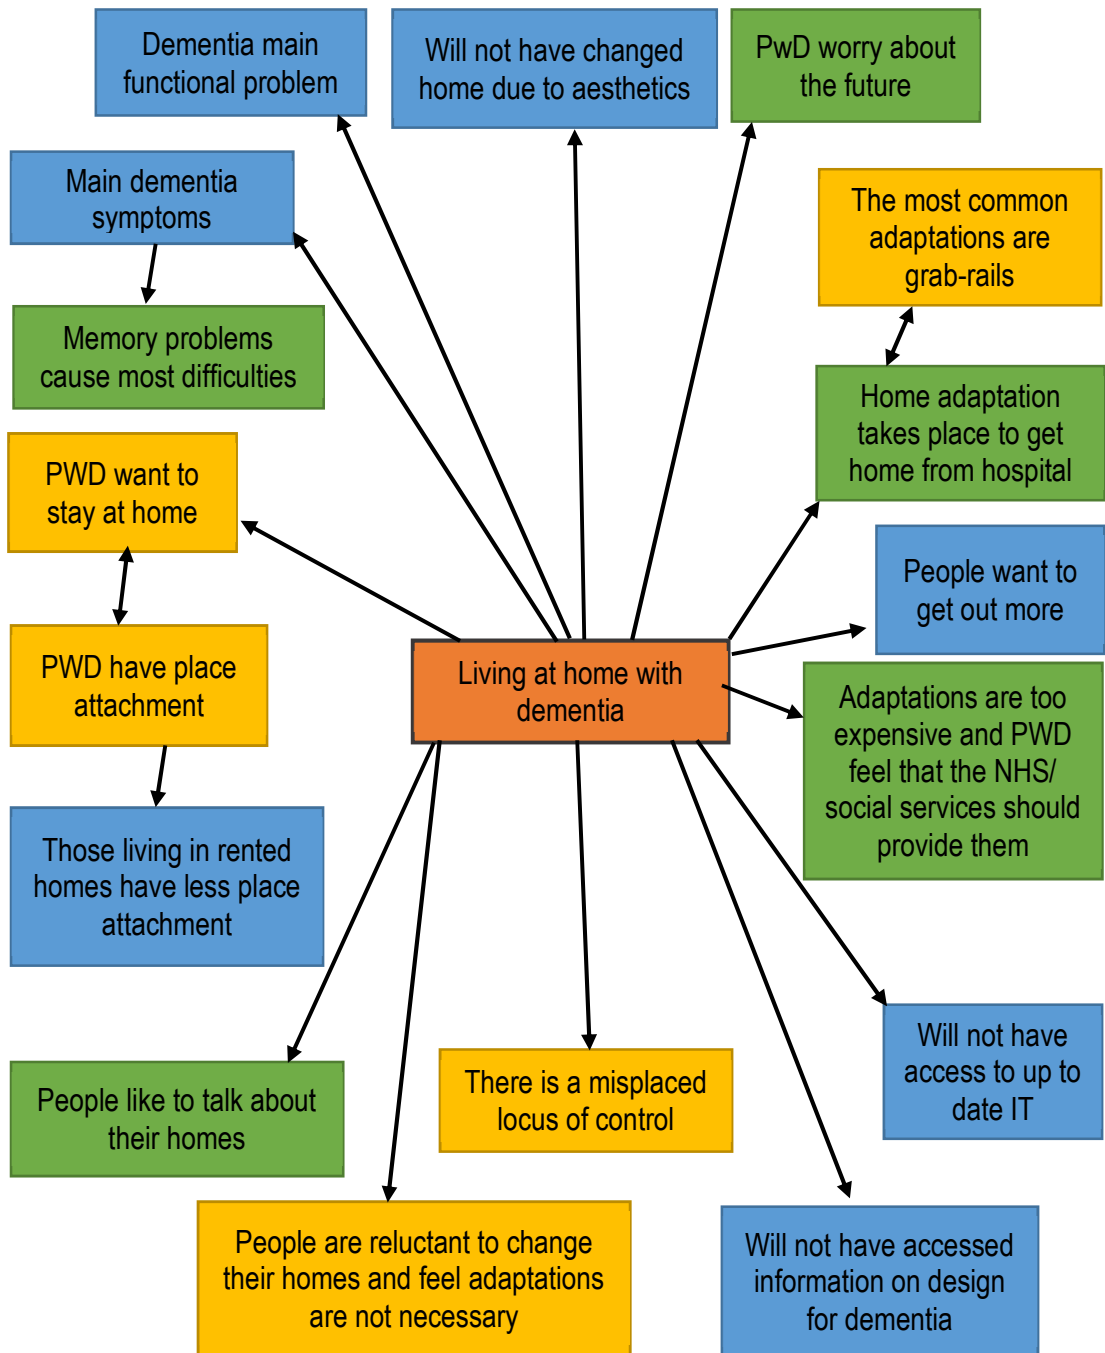 Dementia main
functional problem
Will not have changed
home due to aesthetics
PwD worry about
the future
Main dementia
symptoms
The most common
adaptations are
grab-rails
Memory problems
cause most difficulties
Home adaptation
takes place to get
home from hospital
PWD want to
stay at home
People want to
get out more
PWD have place
attachment
Living at home with
dementia
Adaptations are too
expensive and PWD
feel that the NHS/
social services should
provide them
Those living in rented
homes have less place
attachment
Will not have
access to up to
date IT
People like to talk about
their homes
There is a misplaced
locus of control
People are reluctant to change
their homes and feel adaptations
are not necessary
Will not have accessed
information on design
for dementia